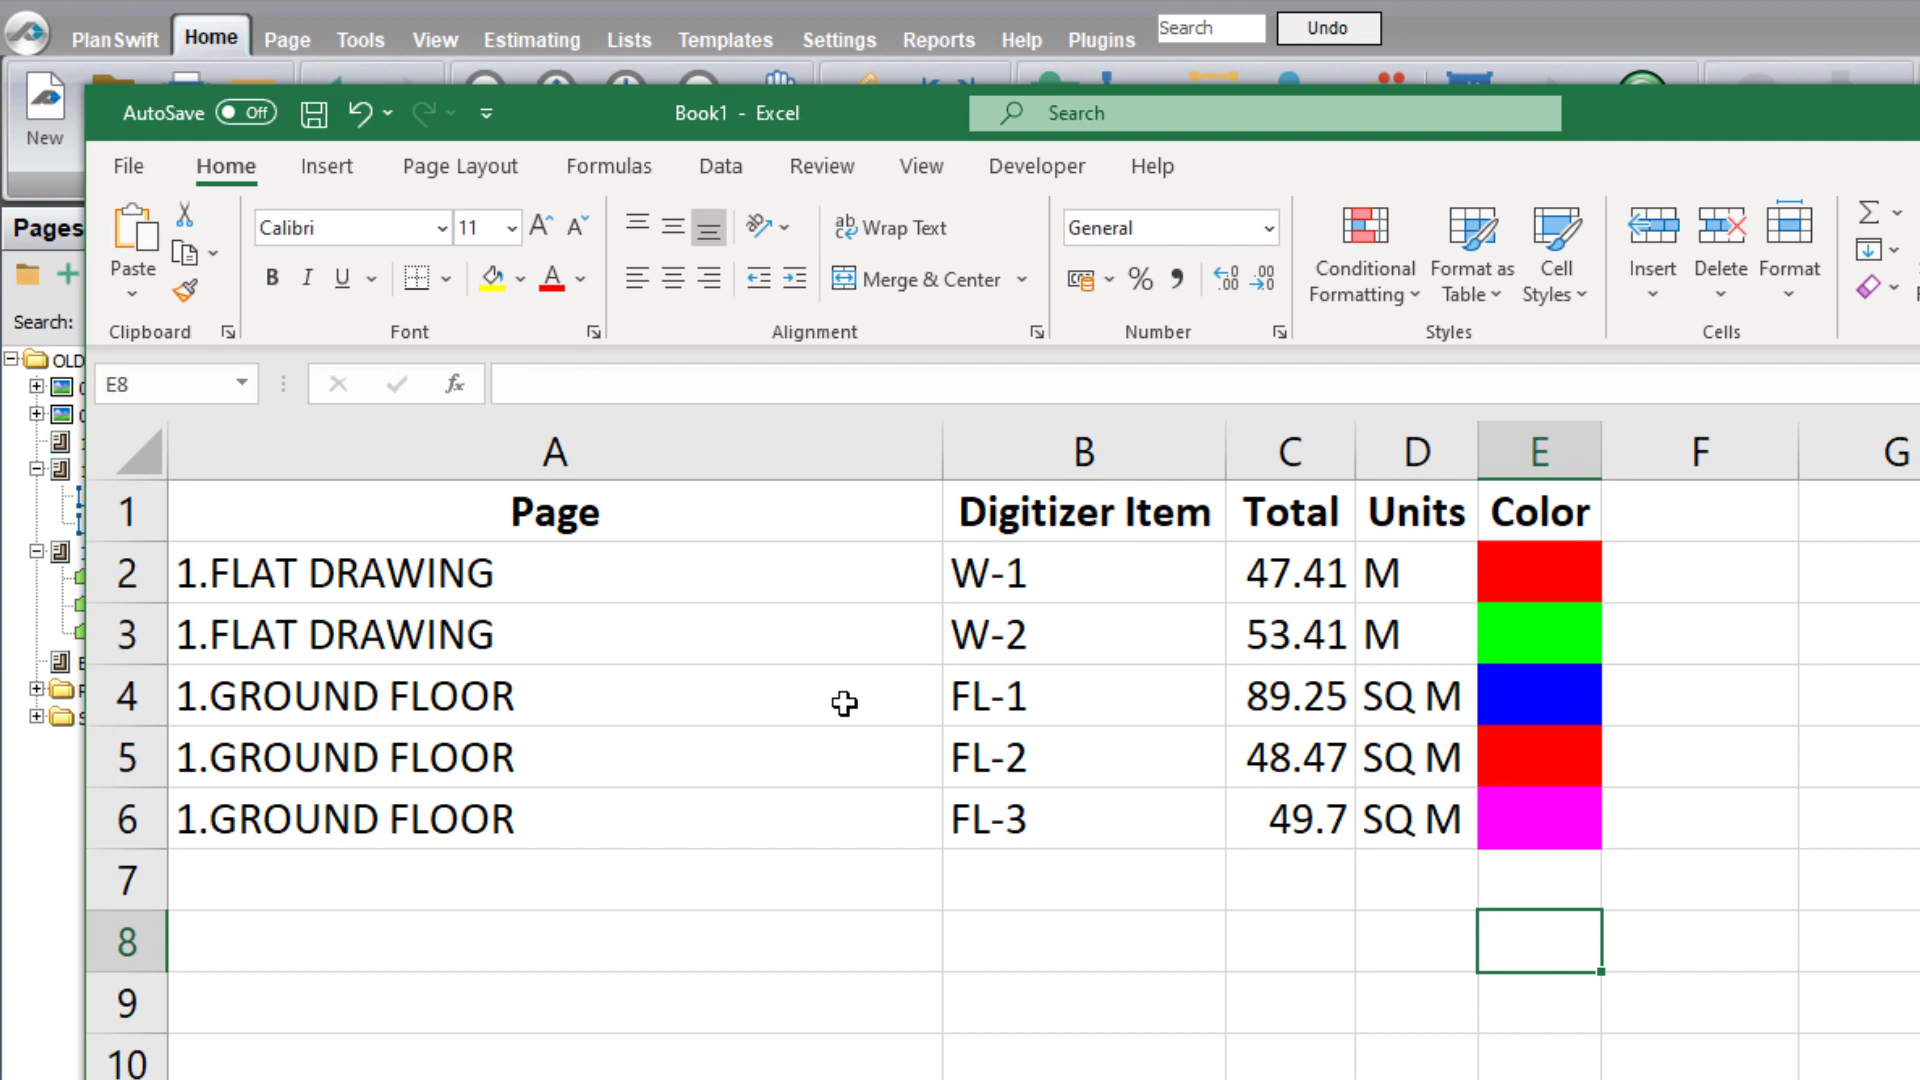 PlanSwift Home Page Tools View Estimating Lists Templates Settings Reports Help Plugins Search Undo
New
AutoSave Off Book1 - Excel Search
File Home Insert Page Layout Formulas Data Review View Developer Help
Pages
Paste Calibri 11 Wrap Text General Conditional Formatting Format as Table Cell Styles Insert Delete Format
B I U A Merge & Center %
Search:
Clipboard Font Alignment Number Styles Cells
OLD
E8 fx
A B C D E F G
1 Page Digitizer Item Total Units Color
2 1.FLAT DRAWING W-1 47.41 M
3 1.FLAT DRAWING W-2 53.41 M
4 1.GROUND FLOOR FL-1 89.25 SQ M
5 1.GROUND FLOOR FL-2 48.47 SQ M
6 1.GROUND FLOOR FL-3 49.7 SQ M
7
8
9
10